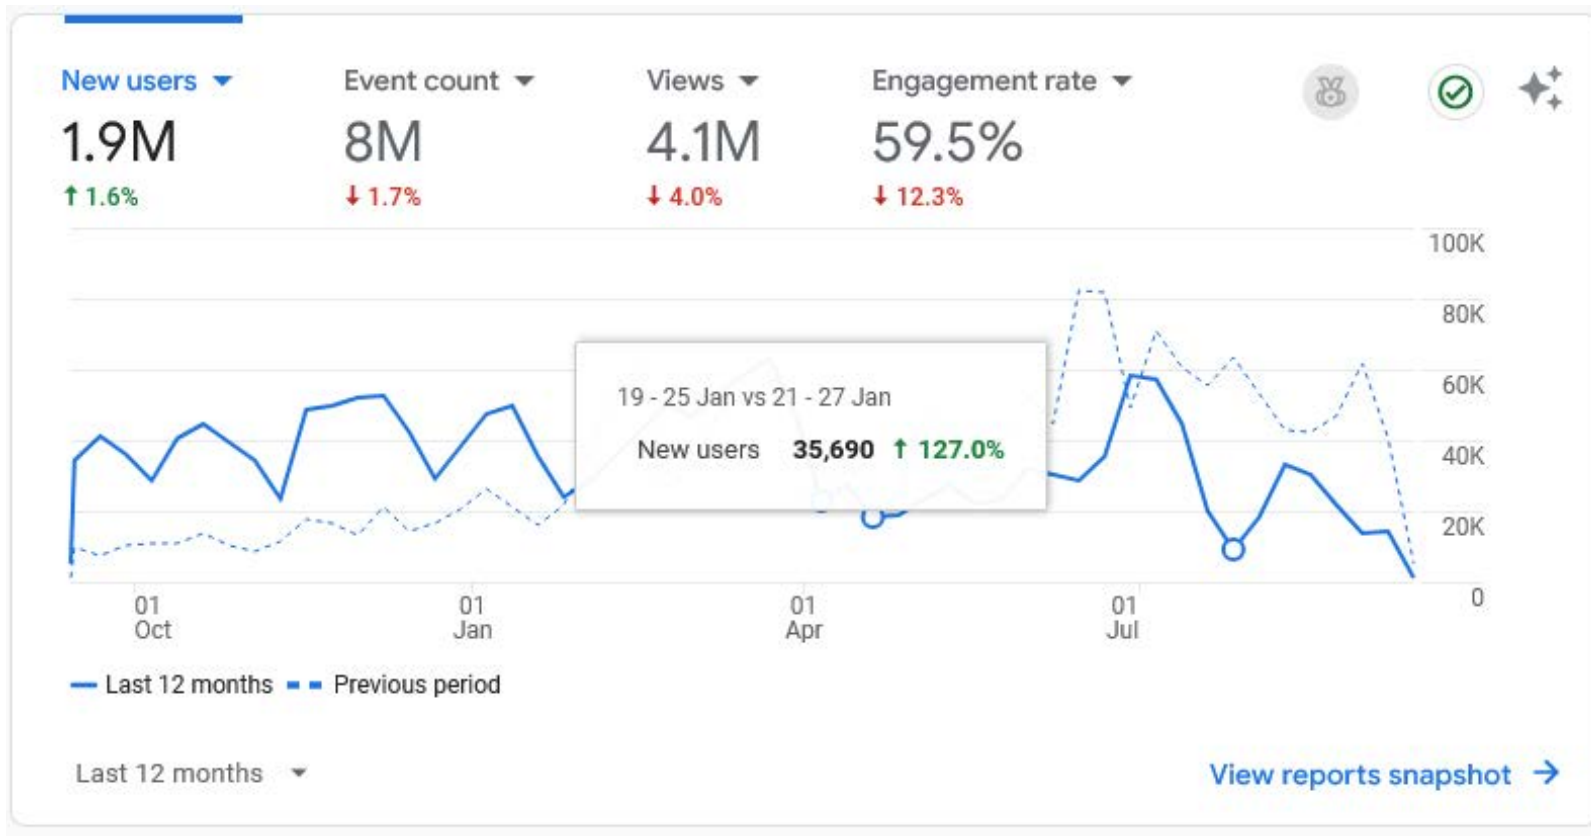 New users Event count Views Engagement rate
1.9M 8M 4.1M 59.5%
↑ 1.6% ↓ 1.7% ↓ 4.0% ↓ 12.3%
100K
80K
60K
40K
20K
0
19 - 25 Jan vs 21 - 27 Jan
New users 35,690 ↑ 127.0%
01 Oct
01 Jan
01 Apr
01 Jul
Last 12 months Previous period
Last 12 months
View reports snapshot →